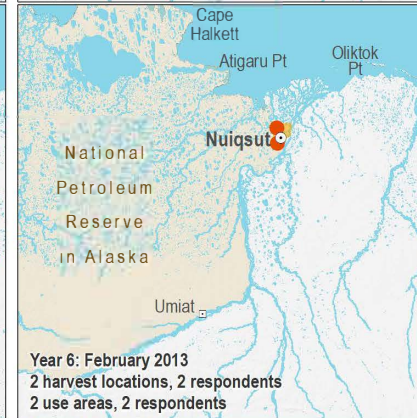 Cape
Halkett
Atigaru Pt
Oliktok
Pt
Nuiqsut
National
Petroleum
Reserve
in Alaska
Umiat
Year 6: February 2013
2 harvest locations, 2 respondents
2 use areas, 2 respondents